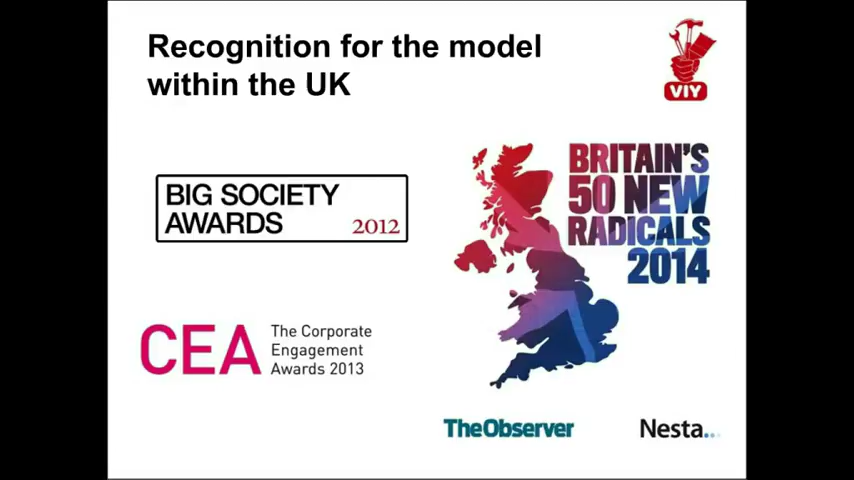 Recognition for the model
within the UK
VIY
BIG SOCIETY
AWARDS 2012
BRITAIN'S
50 NEW
RADICALS
2014
CEA
The Corporate
Engagement
Awards 2013
TheObserver
Nesta...